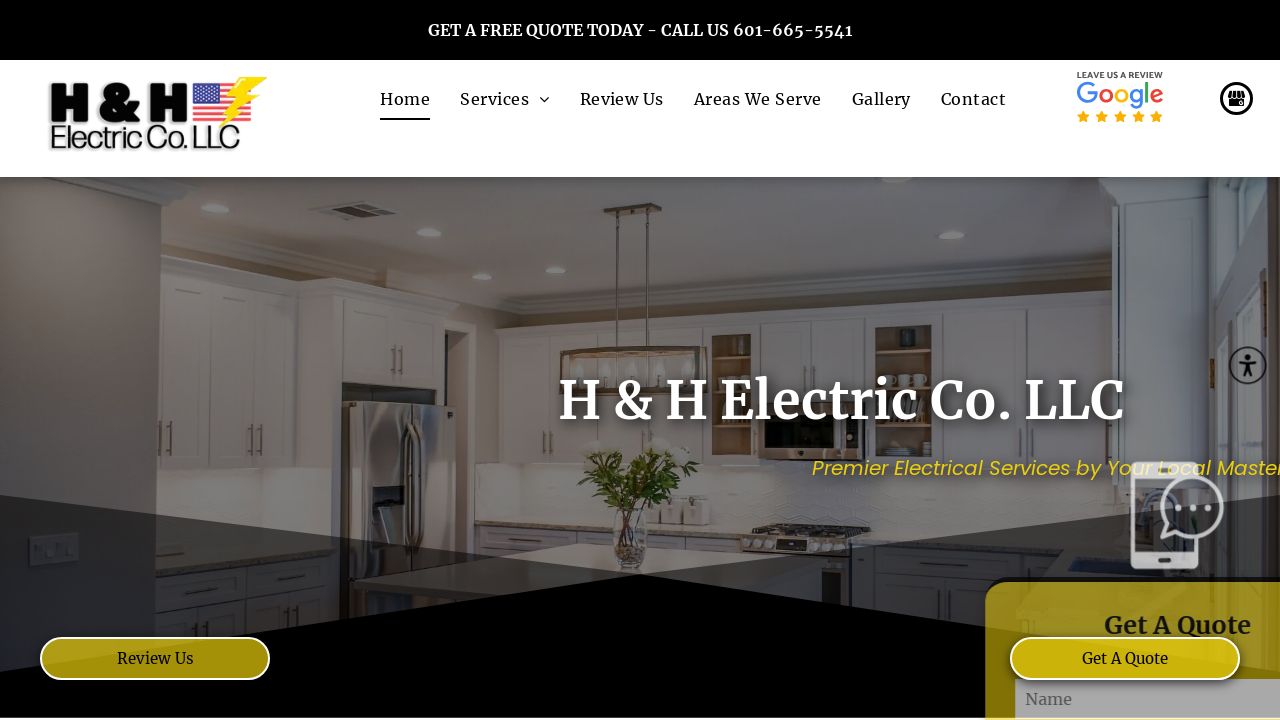 GET A FREE QUOTE TODAY - CALL US 601-665-5541
H & H
Electric Co. LLC
Home
Services
Review Us
Areas We Serve
Gallery
Contact
LEAVE US A REVIEW
Google
H & H Electric Co. LLC
Premier Electrical Services by Your Local Master
Get A Quote
Review Us
Get A Quote
Name